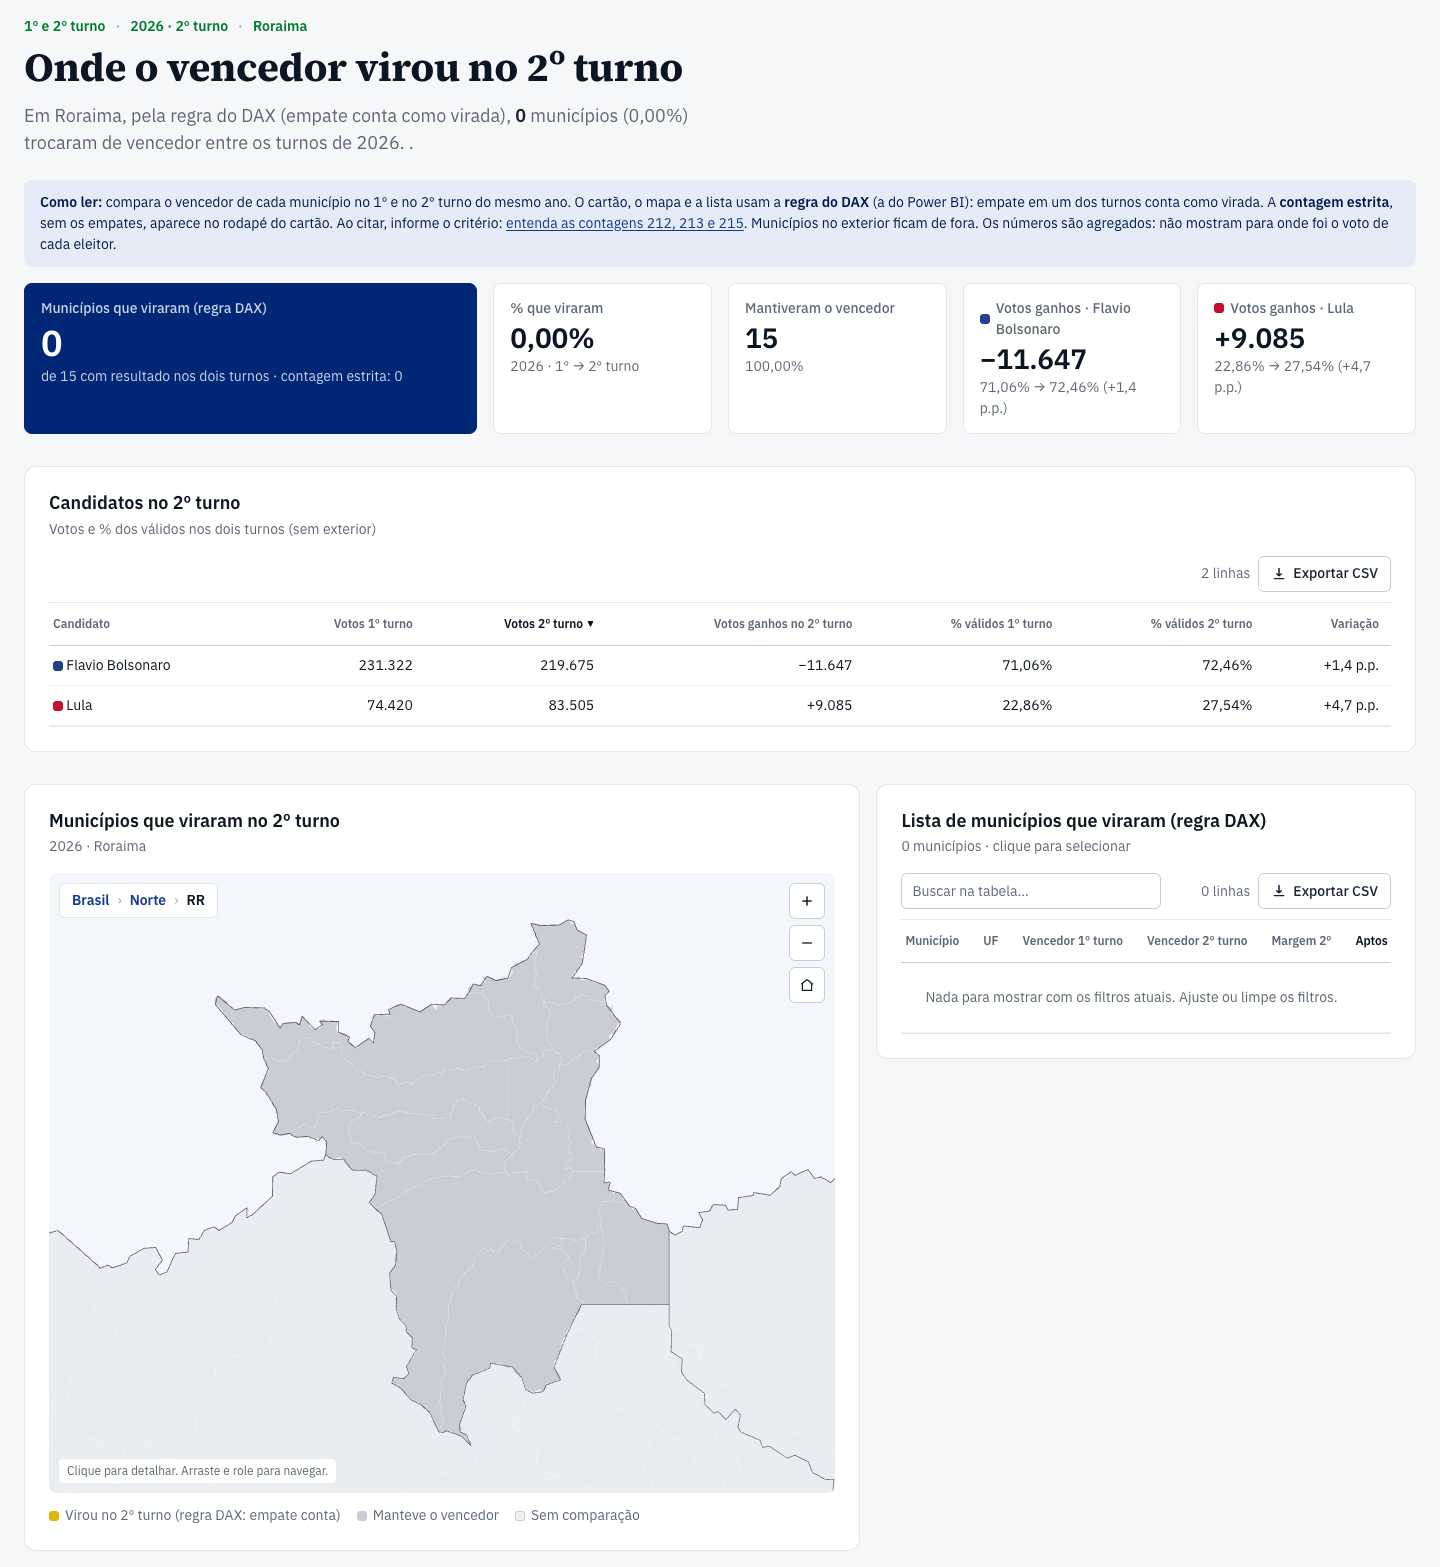 1º e 2º turno · 2026 · 2º turno · Roraima
Onde o vencedor virou no 2º turno
Em Roraima, pela regra do DAX (empate conta como virada), 0 municípios (0,00%)
trocaram de vencedor entre os turnos de 2026. .
Como ler: compara o vencedor de cada município no 1º e no 2º turno do mesmo ano. O cartão, o mapa e a lista usam a regra do DAX (a do Power BI): empate em um dos turnos conta como virada. A contagem estrita,
sem os empates, aparece no rodapé do cartão. Ao citar, informe o critério: entenda as contagens 212, 213 e 215. Municípios no exterior ficam de fora. Os números são agregados: não mostram para onde foi o voto de
cada eleitor.
Municípios que viraram (regra DAX)
0
de 15 com resultado nos dois turnos · contagem estrita: 0
% que viraram
0,00%
2026 · 1º → 2º turno
Mantiveram o vencedor
15
100,00%
Votos ganhos · Flavio
Bolsonaro
−11.647
71,06% → 72,46% (+1,4
p.p.)
Votos ganhos · Lula
+9.085
22,86% → 27,54% (+4,7
p.p.)
Candidatos no 2º turno
Votos e % dos válidos nos dois turnos (sem exterior)
2 linhas Exportar CSV
Candidato Votos 1º turno Votos 2º turno ▼ Votos ganhos no 2º turno % válidos 1º turno % válidos 2º turno Variação
Flavio Bolsonaro 231.322 219.675 −11.647 71,06% 72,46% +1,4 p.p.
Lula 74.420 83.505 +9.085 22,86% 27,54% +4,7 p.p.
Municípios que viraram no 2º turno
2026 · Roraima
Brasil › Norte › RR
+
−
Clique para detalhar. Arraste e role para navegar.
Virou no 2º turno (regra DAX: empate conta) Manteve o vencedor Sem comparação
Lista de municípios que viraram (regra DAX)
0 municípios · clique para selecionar
Buscar na tabela... 0 linhas Exportar CSV
Município UF Vencedor 1º turno Vencedor 2º turno Margem 2º Aptos
Nada para mostrar com os filtros atuais. Ajuste ou limpe os filtros.